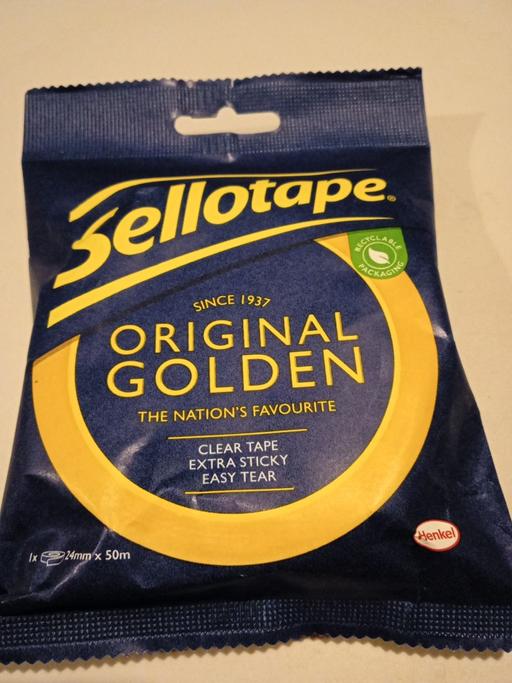 Sellotape®
RECYCLABLE
PACKAGING
SINCE 1937
ORIGINAL
GOLDEN
THE NATION'S FAVOURITE
CLEAR TAPE
EXTRA STICKY
EASY TEAR
1x 24mm x 50m
Henkel